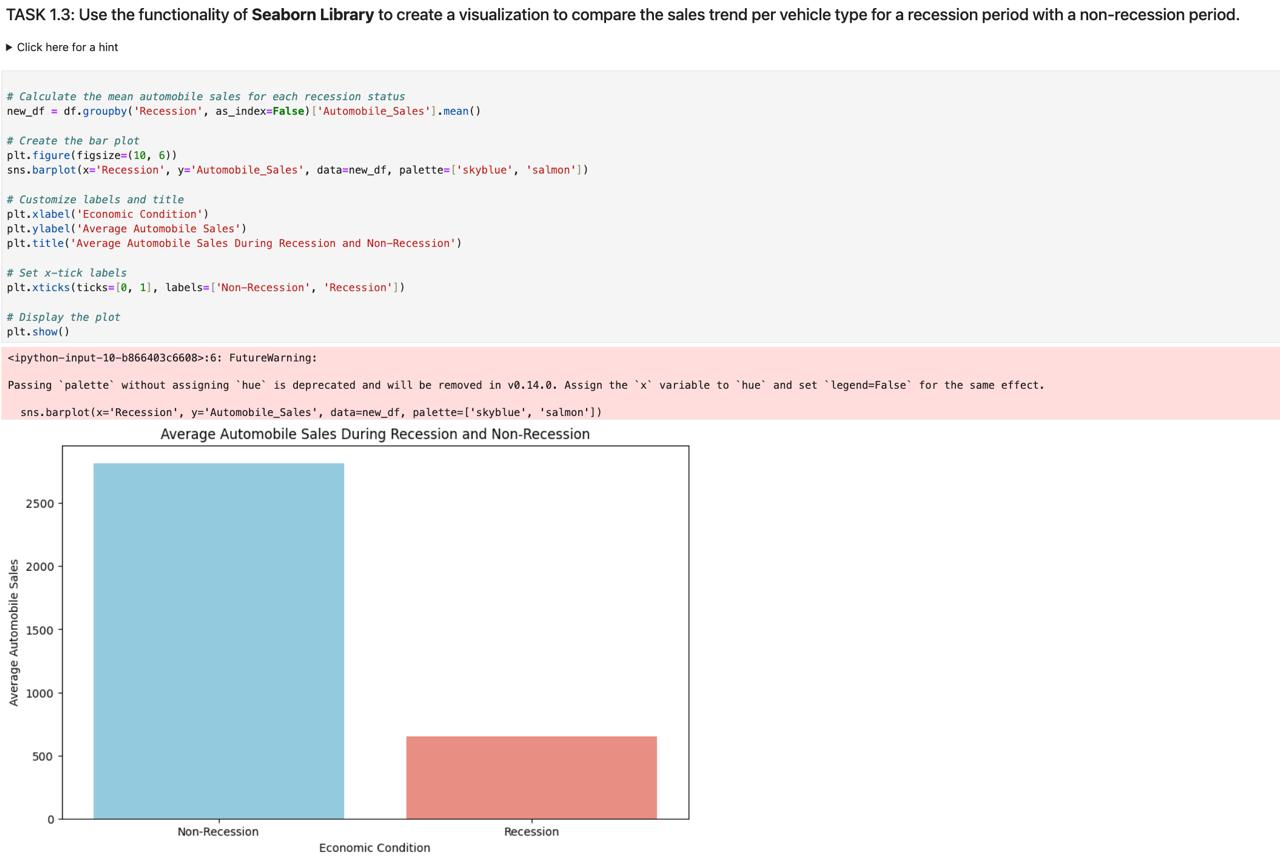 TASK 1.3: Use the functionality of Seaborn Library to create a visualization to compare the sales trend per vehicle type for a recession period with a non-recession period.
▶ Click here for a hint
# Calculate the mean automobile sales for each recession status
new_df = df.groupby('Recession', as_index=False)['Automobile_Sales'].mean()
# Create the bar plot
plt.figure(figsize=(10, 6))
sns.barplot(x='Recession', y='Automobile_Sales', data=new_df, palette=['skyblue', 'salmon'])
# Customize labels and title
plt.xlabel('Economic Condition')
plt.ylabel('Average Automobile Sales')
plt.title('Average Automobile Sales During Recession and Non-Recession')
# Set x-tick labels
plt.xticks(ticks=[0, 1], labels=['Non-Recession', 'Recession'])
# Display the plot
plt.show()
<ipython-input-10-b866403c6608>:6: FutureWarning:
Passing `palette` without assigning `hue` is deprecated and will be removed in v0.14.0. Assign the `x` variable to `hue` and set `legend=False` for the same effect.
sns.barplot(x='Recession', y='Automobile_Sales', data=new_df, palette=['skyblue', 'salmon'])
Average Automobile Sales During Recession and Non-Recession
Average Automobile Sales
2500
2000
1500
1000
500
0
Non-Recession
Recession
Economic Condition